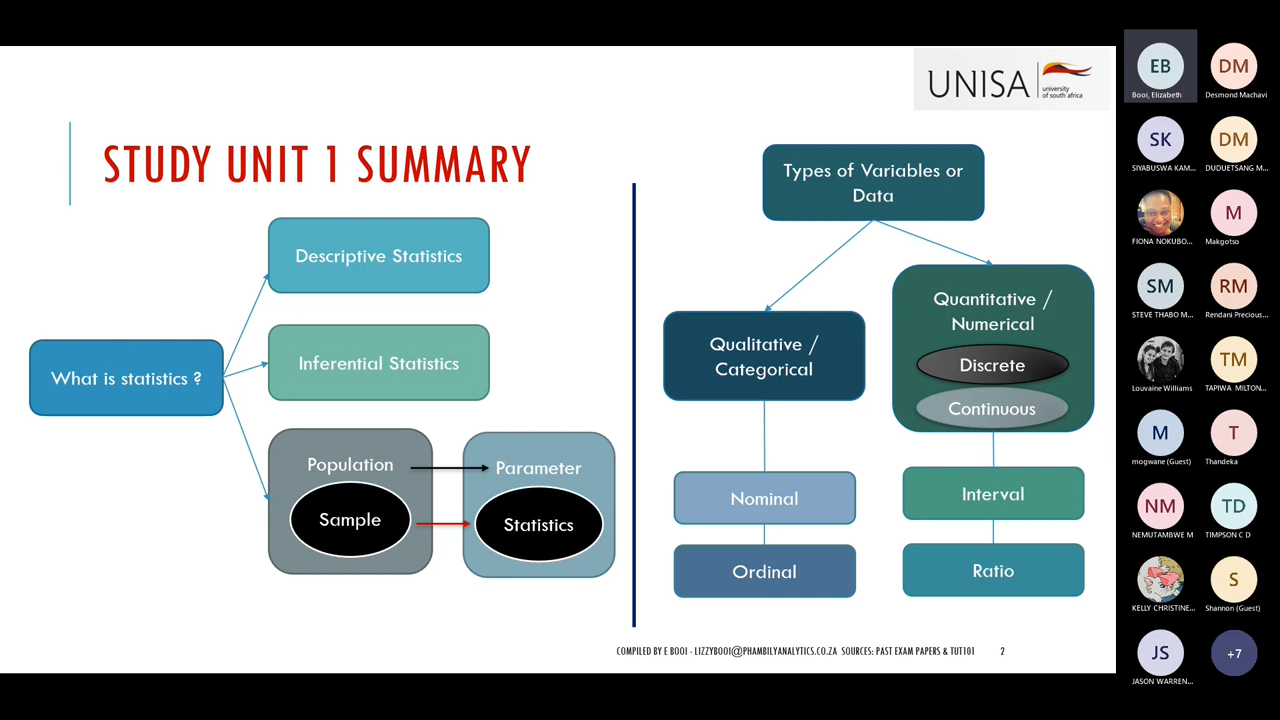 UNISA
university
of south africa
STUDY UNIT 1 SUMMARY
What is statistics ?
Descriptive Statistics
Inferential Statistics
Population
Sample
Parameter
Statistics
Types of Variables or
Data
Qualitative /
Categorical
Nominal
Ordinal
Quantitative /
Numerical
Discrete
Continuous
Interval
Ratio
COMPILED BY E BOOI - LIZZYBOOI@PHAMBILYANALYTICS.CO.ZA SOURCES: PAST EXAM PAPERS & TUT101 2
EB
Booi, Elizabeth
DM
Desmond Machavi
SK
SIYABUSWA KAM...
DM
DUDUETSANG M...
FIONA NOKUBO...
M
Makgotso
SM
STEVE THABO M...
RM
Rendani Precious...
Louvaine Williams
TM
TAPIWA MILTON...
M
mogwane (Guest)
T
Thandeka
NM
NEMUTAMBWE M
TD
TIMPSON C D
KELLY CHRISTINE...
S
Shannon (Guest)
JS
JASON WARREN...
+7